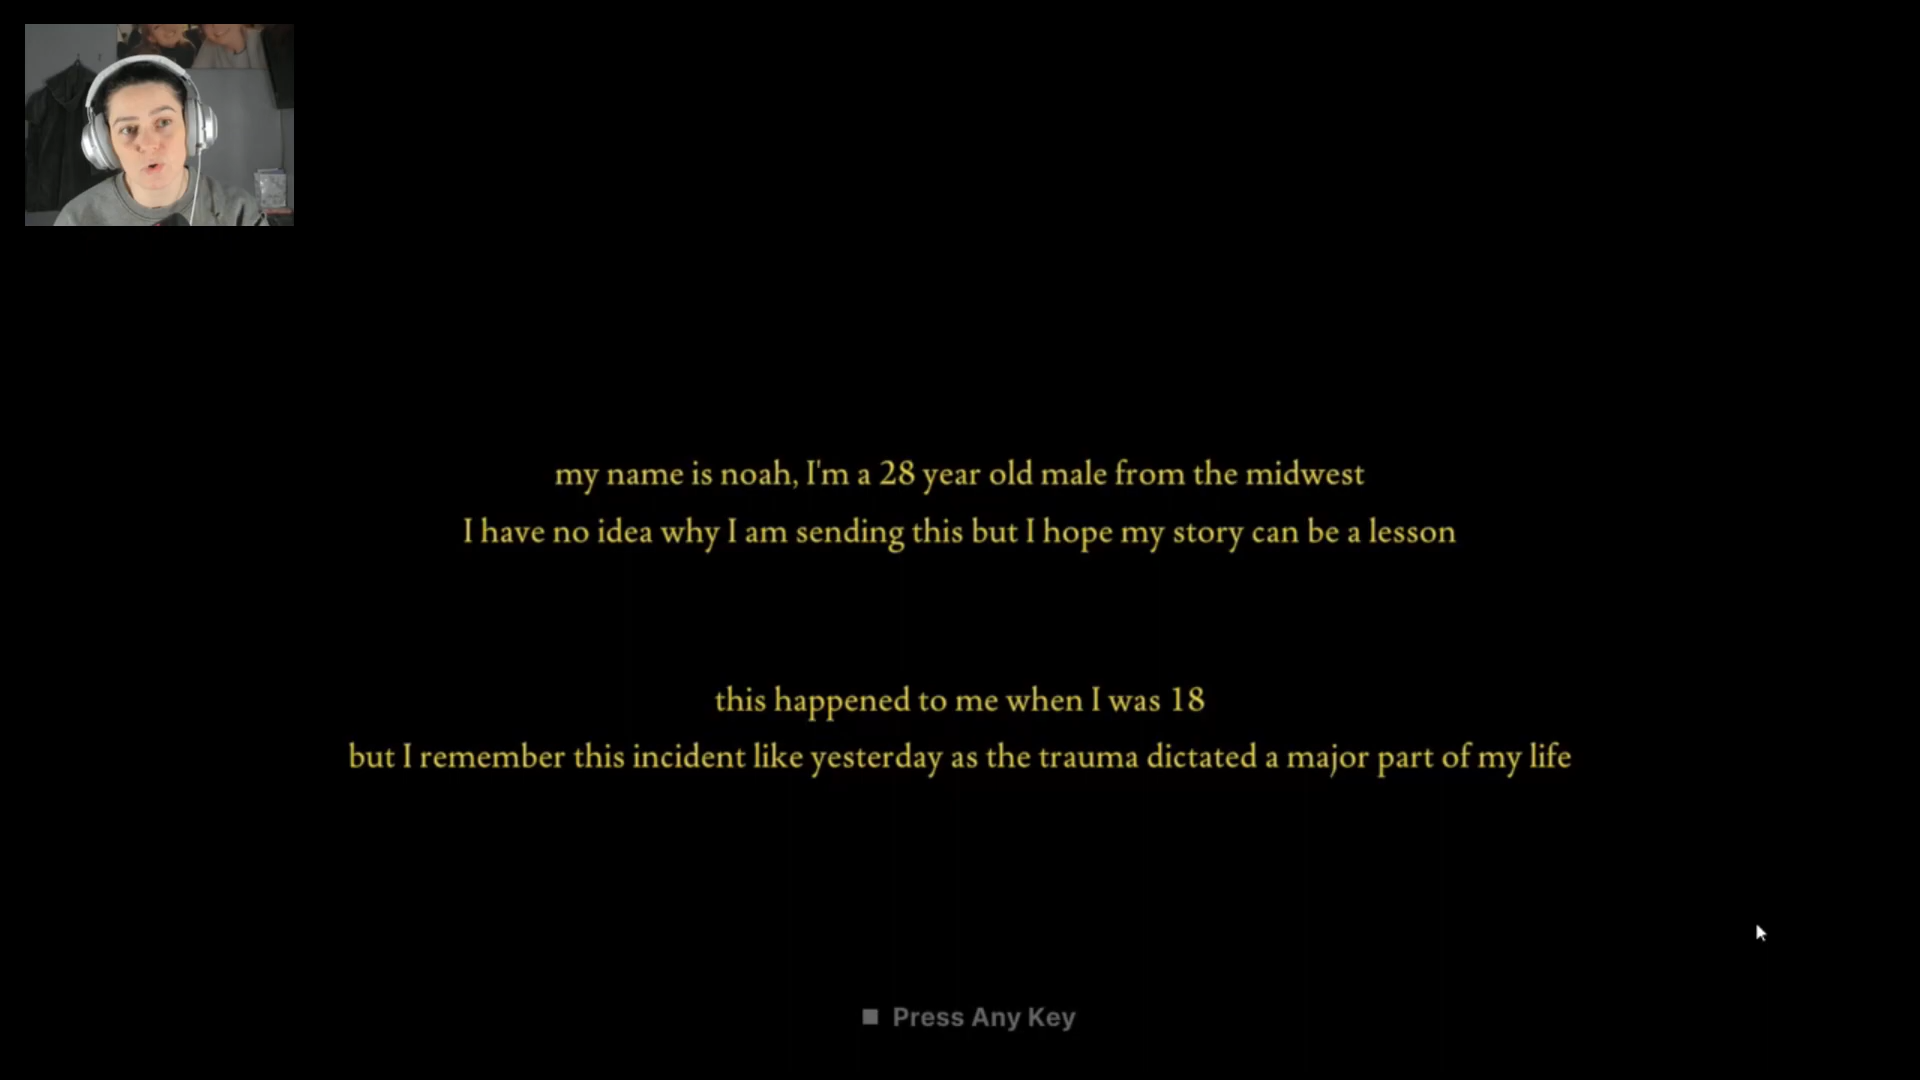 my name is noah, I'm a 28 year old male from the midwest
I have no idea why I am sending this but I hope my story can be a lesson
this happened to me when I was 18
but I remember this incident like yesterday as the trauma dictated a major part of my life
Press Any Key